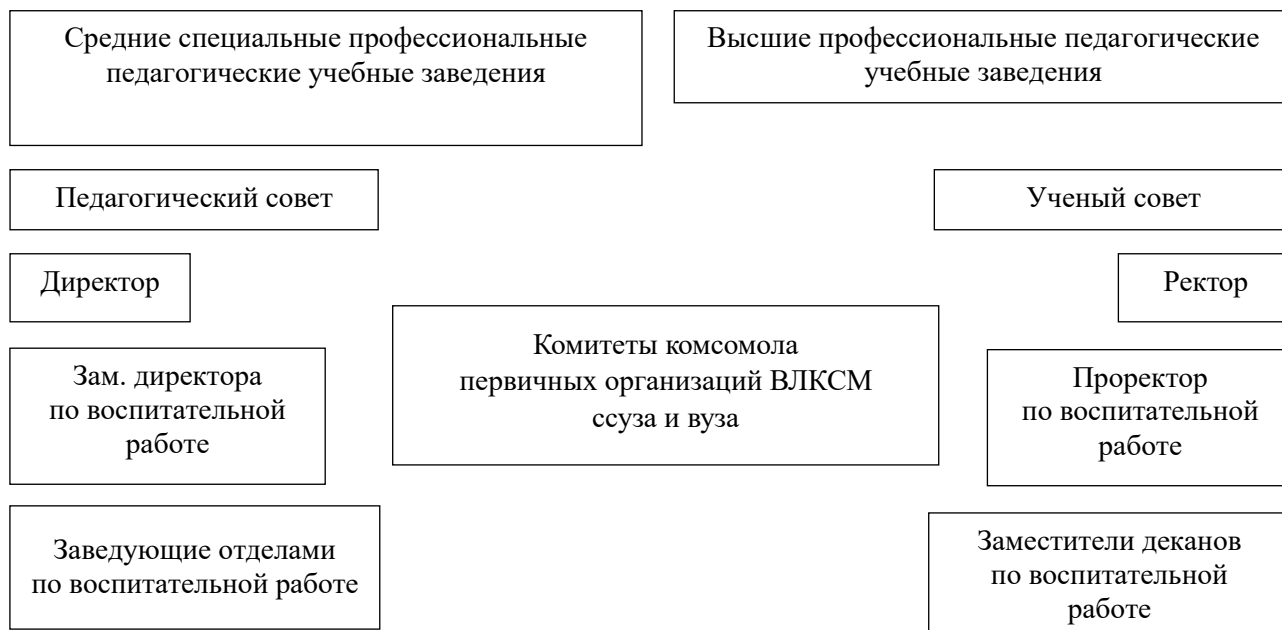 Средние специальные профессиональные
педагогические учебные заведения
Высшие профессиональные педагогические
учебные заведения
Педагогический совет
Ученый совет
Директор
Ректор
Комитеты комсомола
первичных организаций ВЛКСМ
ссуза и вуза
Зам. директора
по воспитательной
работе
Проректор
по воспитательной
работе
Заведующие отделами
по воспитательной работе
Заместители деканов
по воспитательной
работе